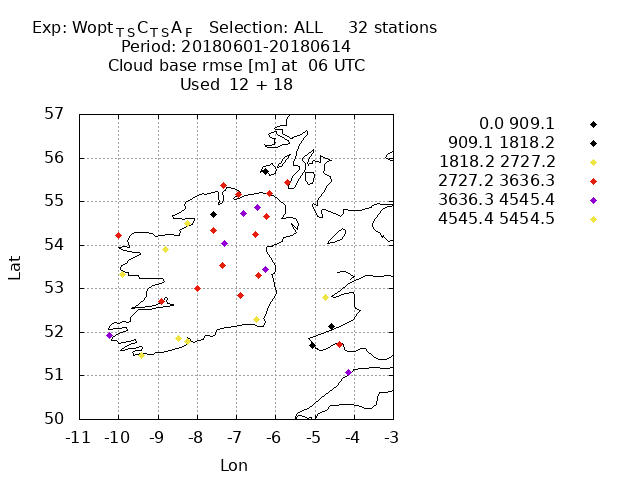 Exp: Wopt_TS C_TS A_F   Selection: ALL     32 stations
Period: 20180601-20180614
Cloud base rmse [m] at  06 UTC
Used  12 + 18
0.0 909.1
909.1 1818.2
1818.2 2727.2
2727.2 3636.3
3636.3 4545.4
4545.4 5454.5
57
56
55
54
53
52
51
50
Lat
-11 -10 -9 -8 -7 -6 -5 -4 -3
Lon